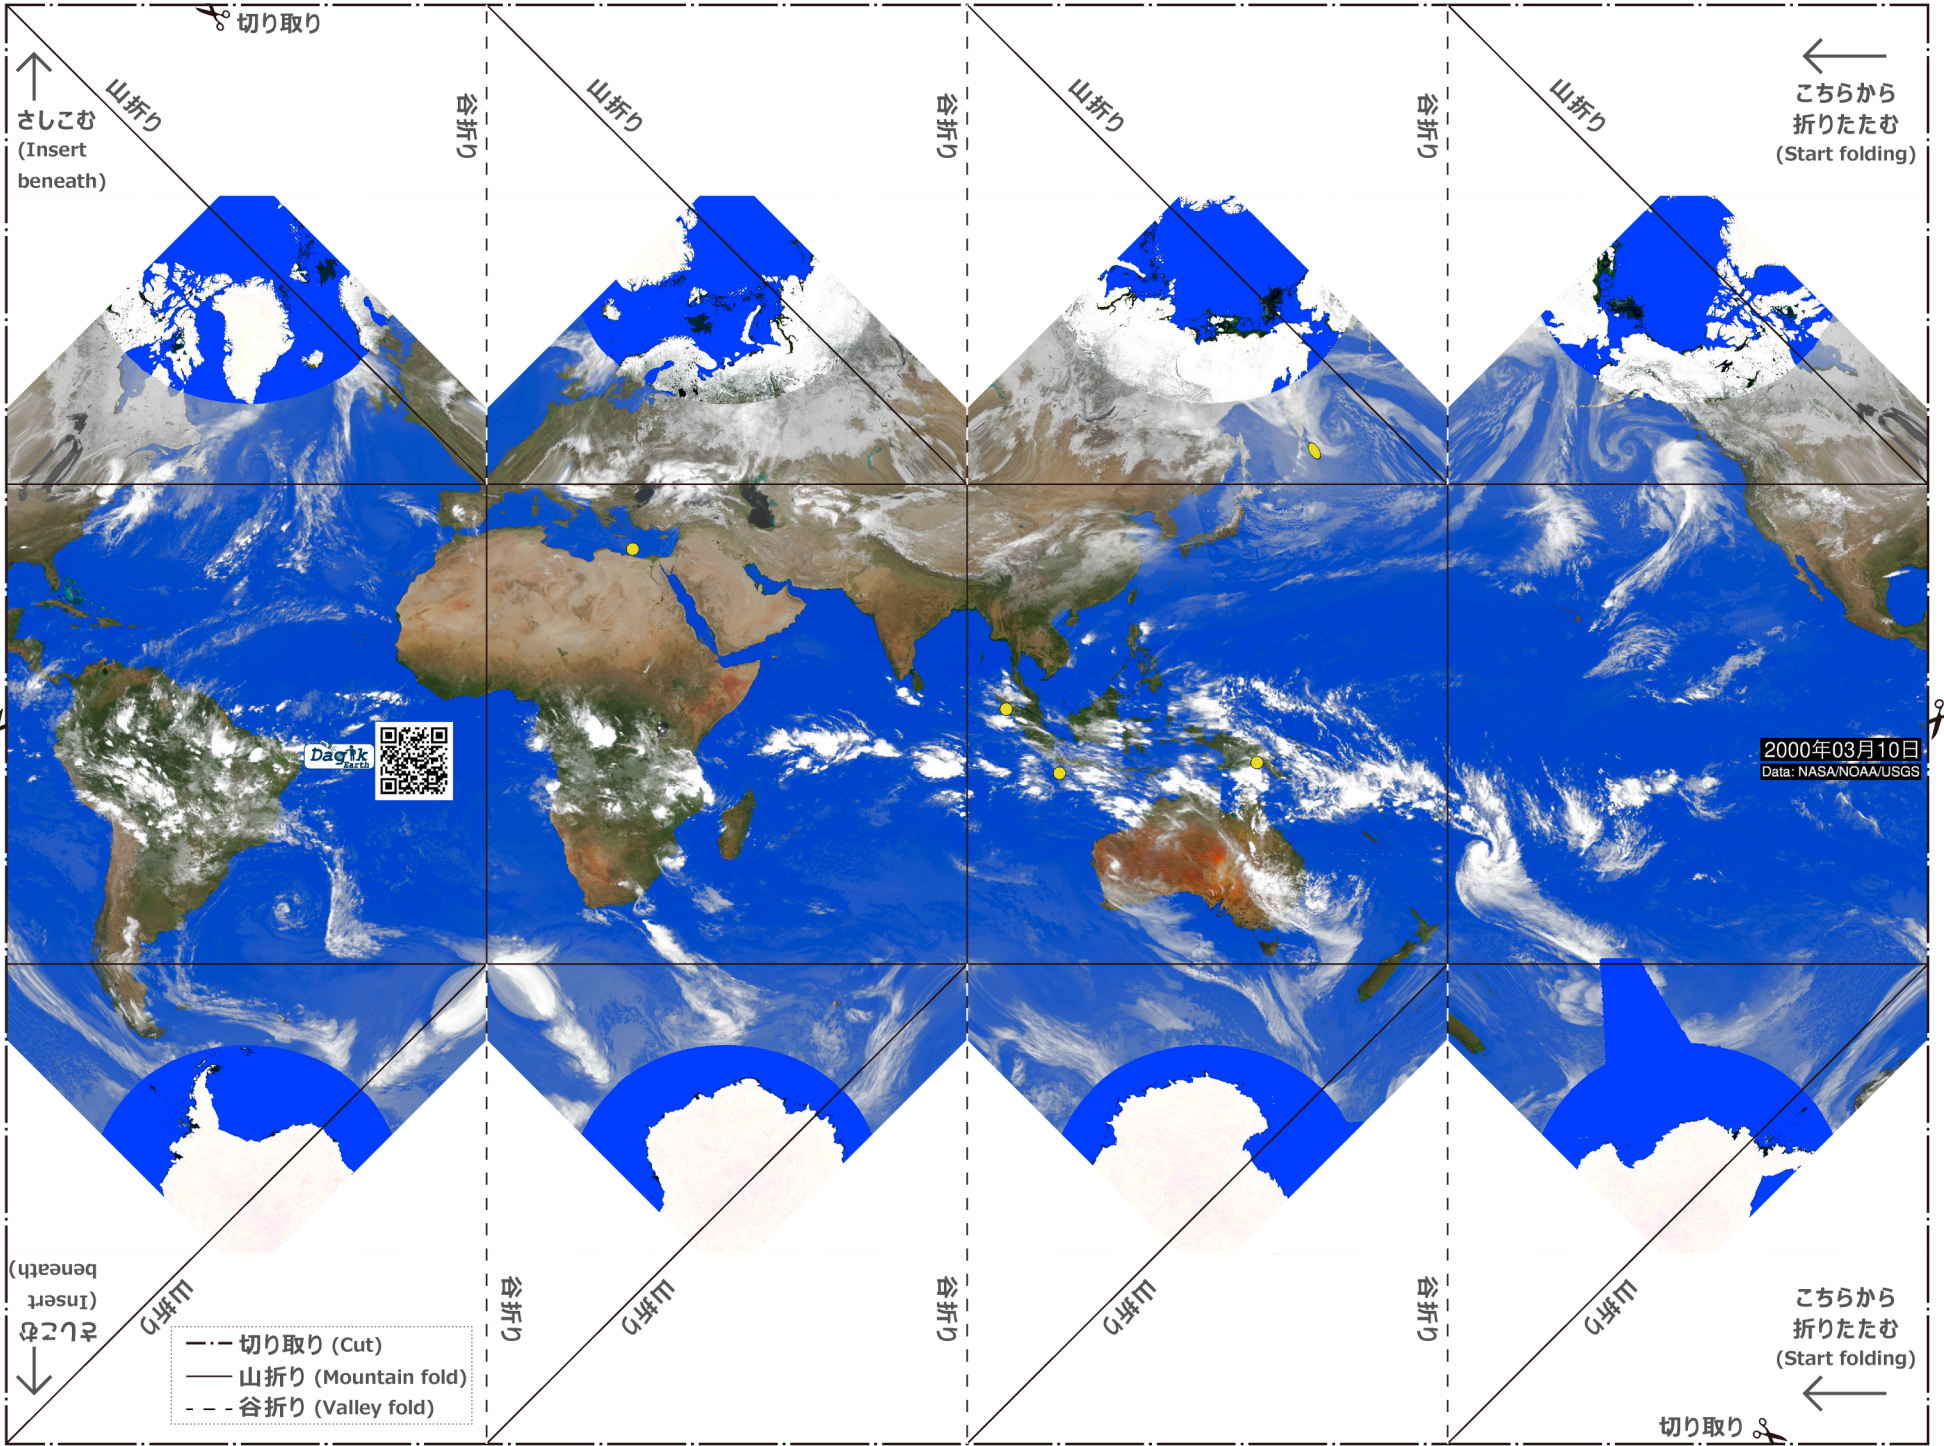 切り取り
山折り
谷折り
山折り
谷折り
山折り
谷折り
山折り
さしこむ
(Insert
beneath)
こちらから
折りたたむ
(Start folding)
Dagik
Earth
2000年03月10日
Data: NASA/NOAA/USGS
さしこむ
(Insert
beneath)
山折り
谷折り
山折り
谷折り
山折り
谷折り
山折り
こちらから
折りたたむ
(Start folding)
切り取り (Cut)
山折り (Mountain fold)
谷折り (Valley fold)
切り取り